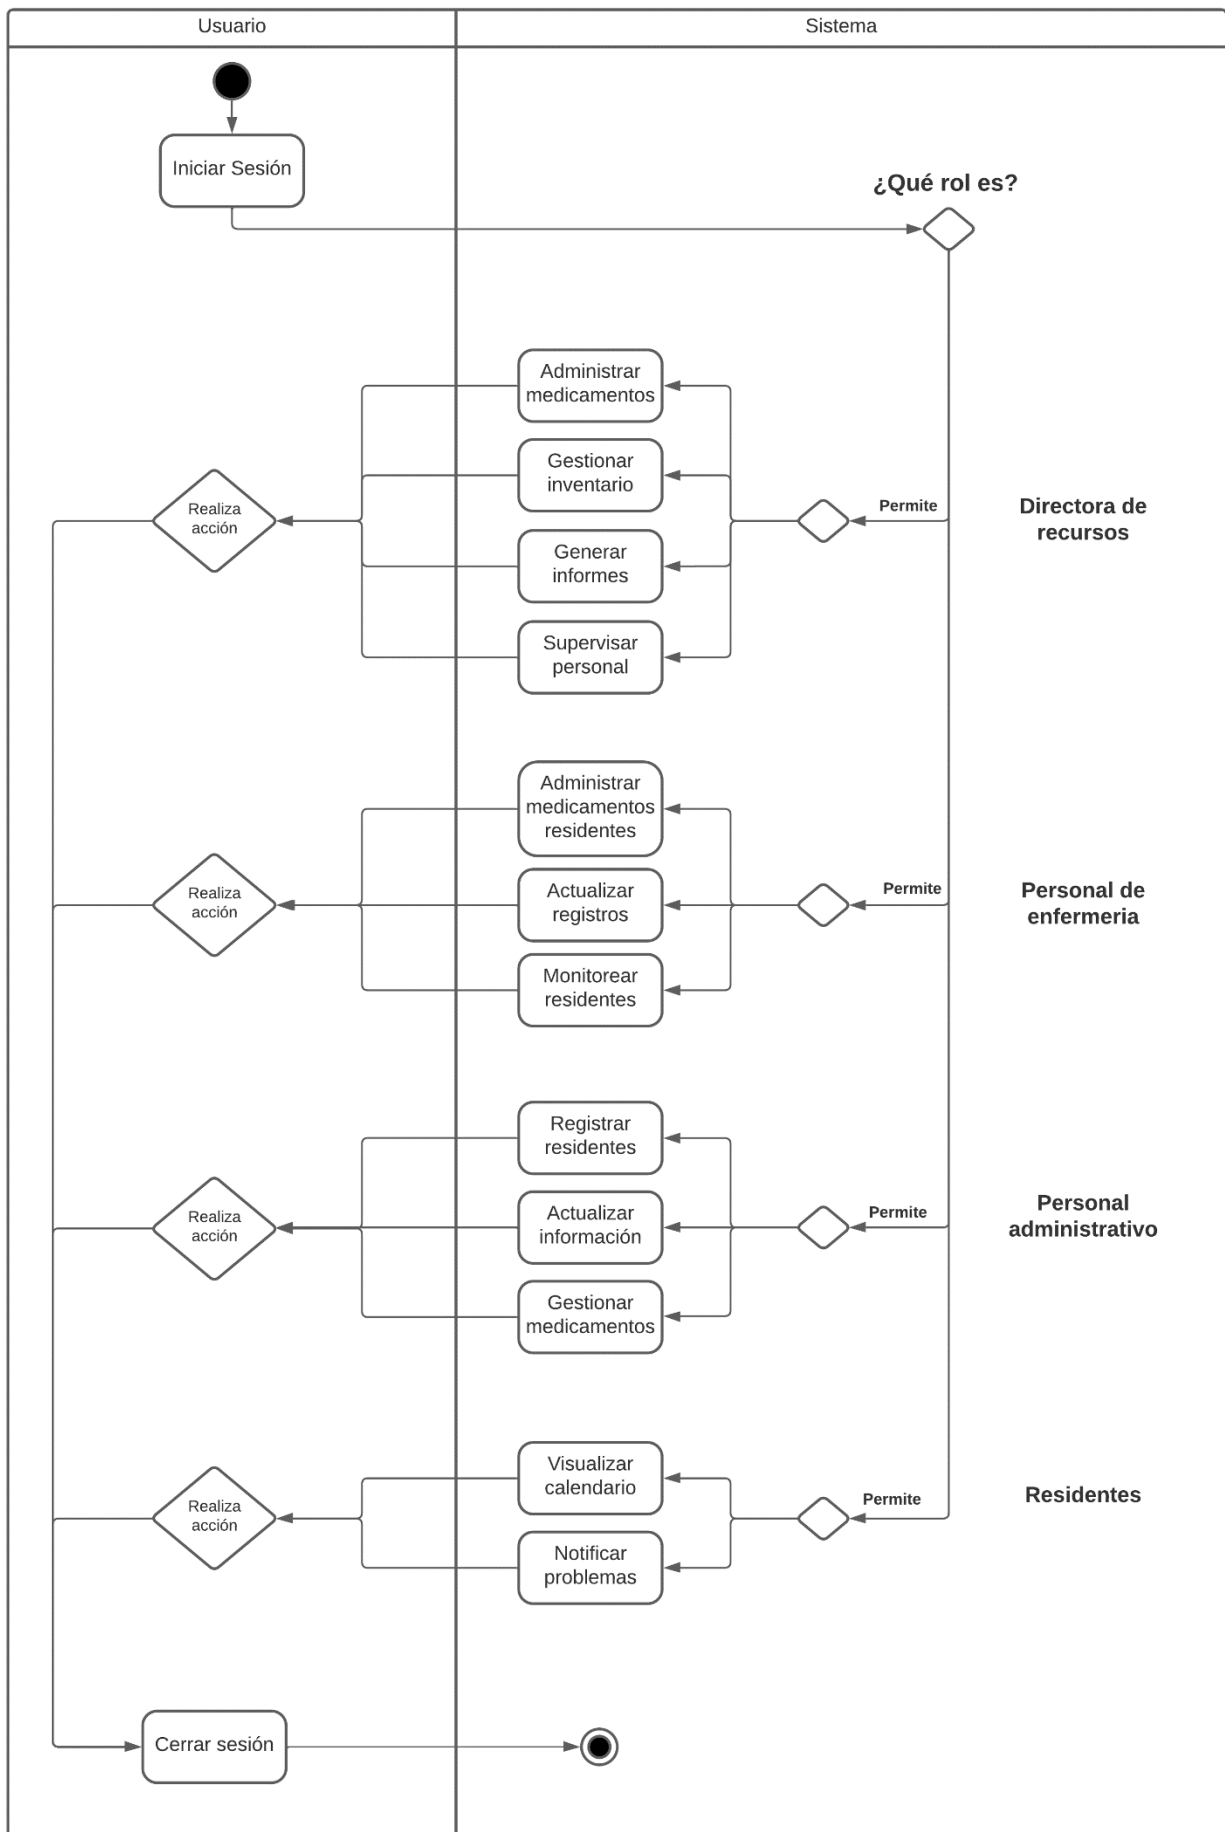 Usuario
Sistema
Iniciar Sesión
¿Qué rol es?
Administrar
medicamentos
Gestionar
inventario
Realiza
acción
Permite
Directora de
recursos
Generar
informes
Supervisar
personal
Administrar
medicamentos
residentes
Realiza
acción
Actualizar
registros
Permite
Personal de
enfermeria
Monitorear
residentes
Registrar
residentes
Realiza
acción
Actualizar
información
Permite
Personal
administrativo
Gestionar
medicamentos
Visualizar
calendario
Realiza
acción
Permite
Residentes
Notificar
problemas
Cerrar sesión